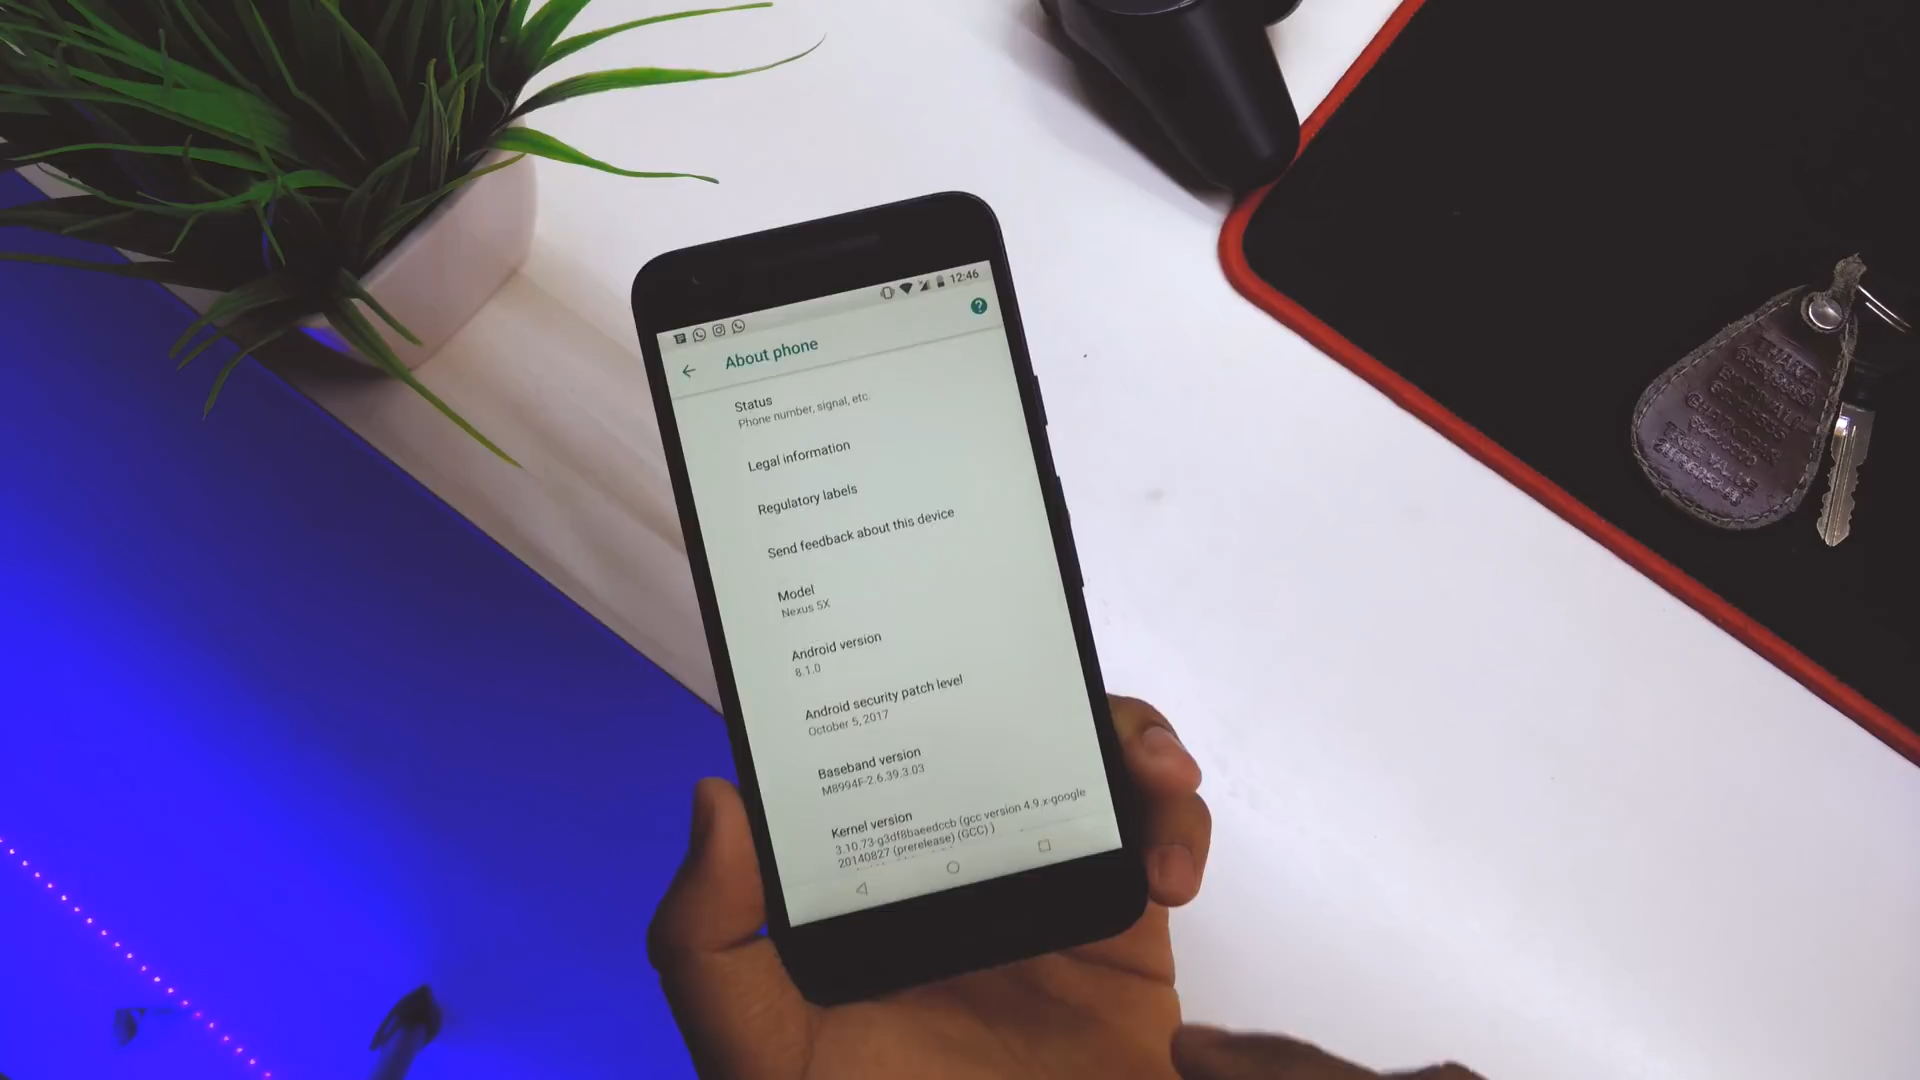 12:46
About phone
Status
Phone number, signal, etc.
Legal information
Regulatory labels
Send feedback about this device
Model
Nexus 5X
Android version
8.1.0
Android security patch level
October 5, 2017
Baseband version
M8994F-2.6.39.3.03
Kernel version
3.10.73-g3df8baedccb (gcc version 4.9.x-google
20140827 (prerelease) (GCC) )